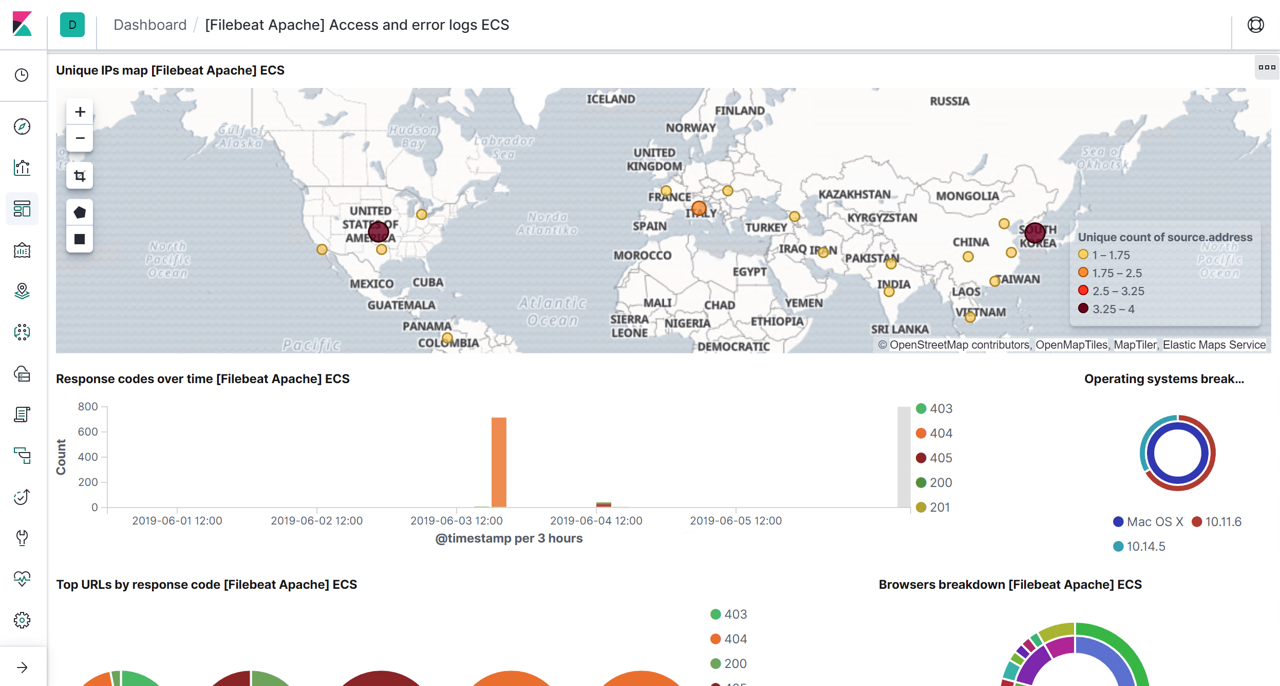 D
Dashboard / [Filebeat Apache] Access and error logs ECS
Unique IPs map [Filebeat Apache] ECS
+
−
ICELAND
RUSSIA
FINLAND
NORWAY
Gulf of
Alaska
Hudson
Bay
Labrador
Sea
Sea of
Okhotsk
UNITED
KINGDOM
FRANCE
KAZAKHSTAN
MONGOLIA
UNITED
STATES OF
AMERICA
Norda
Atlantika
ITALY
SPAIN
TURKEY
KYRGYZSTAN
SOUTH
KOREA
CHINA
North
Pacific
Ocean
MOROCCO
IRAQ
IRAN
PAKISTAN
North
Pacific
Ocean
EGYPT
INDIA
TAIWAN
MEXICO
CUBA
LAOS
GUATEMALA
Atlantic
Ocean
MALI
CHAD
YEMEN
VIETNAM
PANAMA
SIERRA
LEONE
NIGERIA
ETHIOPIA
SRI LANKA
COLOMBIA
Pacific
DEMOCRATIC
Unique count of source.address
1 – 1.75
1.75 – 2.5
2.5 – 3.25
3.25 – 4
© OpenStreetMap contributors, OpenMapTiles, MapTiler, Elastic Maps Service
Response codes over time [Filebeat Apache] ECS
800
600
400
200
0
Count
2019-06-01 12:00
2019-06-02 12:00
2019-06-03 12:00
2019-06-04 12:00
2019-06-05 12:00
@timestamp per 3 hours
403
404
405
200
201
Operating systems break...
Mac OS X
10.11.6
10.14.5
Top URLs by response code [Filebeat Apache] ECS
403
404
200
Browsers breakdown [Filebeat Apache] ECS